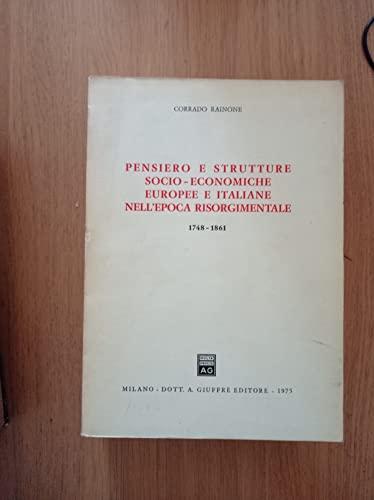 CORRADO RAINONE
PENSIERO E STRUTTURE
SOCIO-ECONOMICHE
EUROPEE E ITALIANE
NELL'EPOCA RISORGIMENTALE
1748-1861
AG
MILANO - DOTT. A. GIUFFRÈ EDITORE - 1975